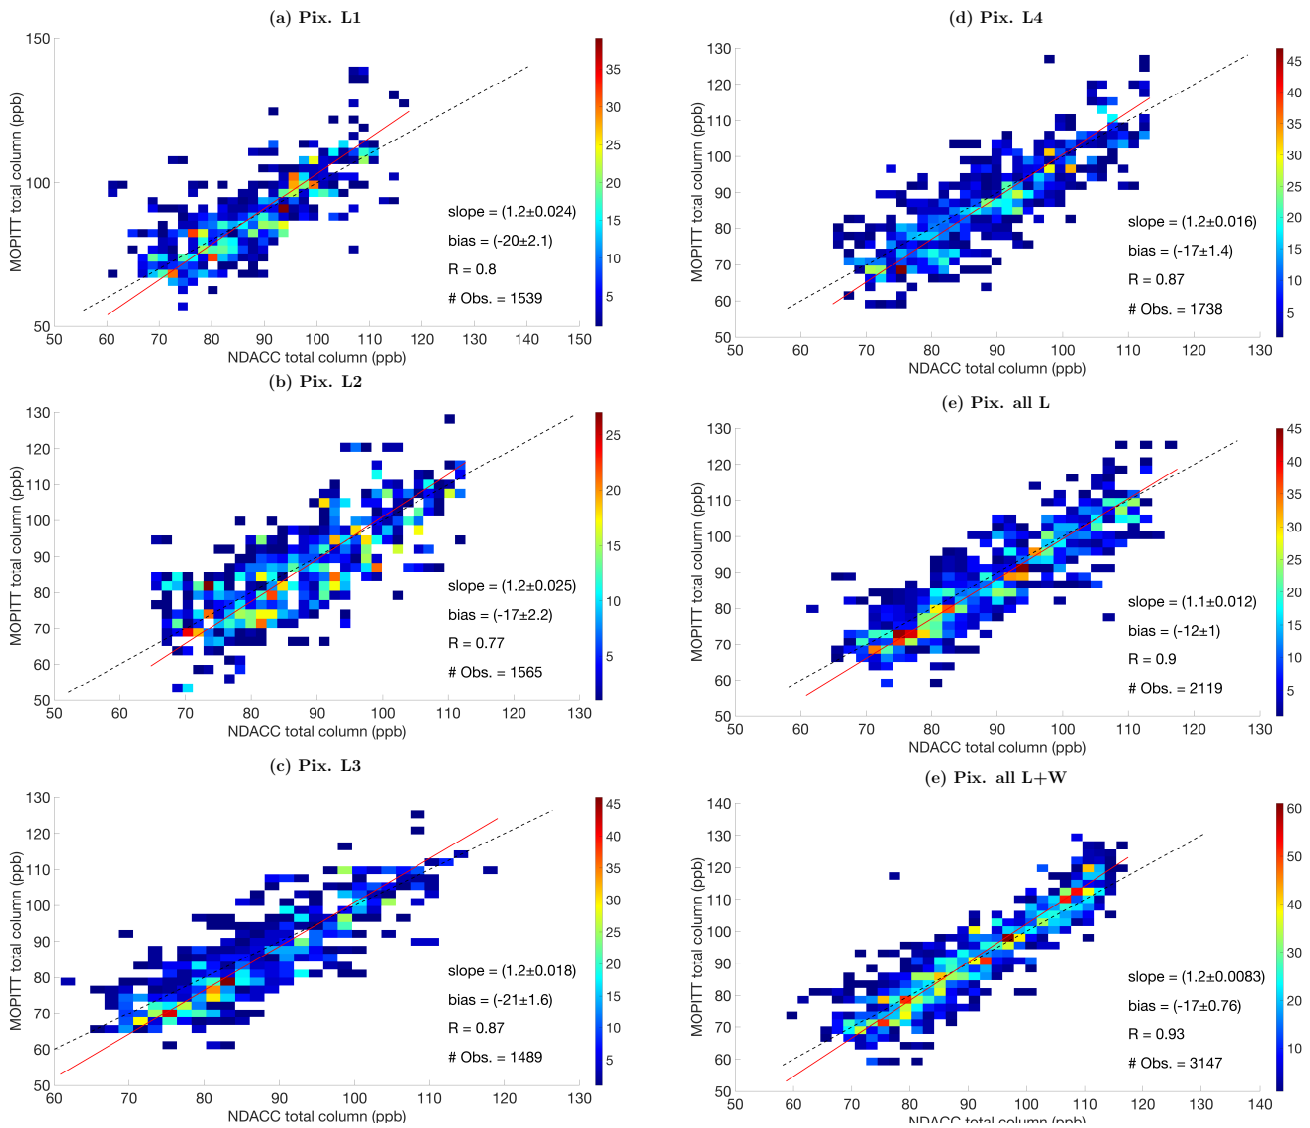 (a) Pix. L1
MOPITT total column (ppb)
150
100
50
50 60 70 80 90 100 110 120 130 140 150
NDACC total column (ppb)
slope = (1.2±0.024)
bias = (-20±2.1)
R = 0.8
# Obs. = 1539
35
30
25
20
15
10
5
(b) Pix. L2
MOPITT total column (ppb)
130
120
110
100
90
80
70
60
50
50 60 70 80 90 100 110 120 130
NDACC total column (ppb)
slope = (1.2±0.025)
bias = (-17±2.2)
R = 0.77
# Obs. = 1565
25
20
15
10
5
(c) Pix. L3
MOPITT total column (ppb)
130
120
110
100
90
80
70
60
50
60 70 80 90 100 110 120 130
NDACC total column (ppb)
slope = (1.2±0.018)
bias = (-21±1.6)
R = 0.87
# Obs. = 1489
45
40
35
30
25
20
15
10
5
(d) Pix. L4
MOPITT total column (ppb)
130
120
110
100
90
80
70
60
50
50 60 70 80 90 100 110 120 130
NDACC total column (ppb)
slope = (1.2±0.016)
bias = (-17±1.4)
R = 0.87
# Obs. = 1738
45
40
35
30
25
20
15
10
5
(e) Pix. all L
MOPITT total column (ppb)
130
120
110
100
90
80
70
60
50
50 60 70 80 90 100 110 120 130
NDACC total column (ppb)
slope = (1.1±0.012)
bias = (-12±1)
R = 0.9
# Obs. = 2119
45
40
35
30
25
20
15
10
5
(e) Pix. all L+W
MOPITT total column (ppb)
140
130
120
110
100
90
80
70
60
50
50 60 70 80 90 100 110 120 130 140
NDACC total column (ppb)
slope = (1.2±0.0083)
bias = (-17±0.76)
R = 0.93
# Obs. = 3147
60
50
40
30
20
10